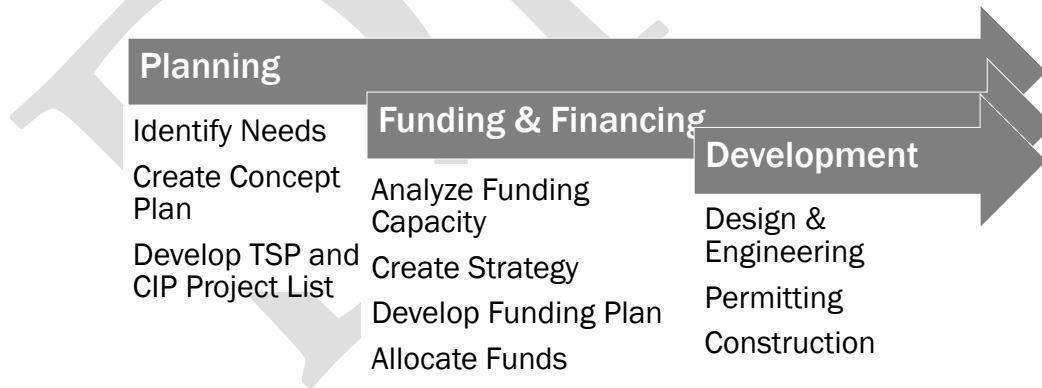 Planning
Identify Needs
Create Concept
Plan
Develop TSP and
CIP Project List
Funding & Financing
Analyze Funding
Capacity
Create Strategy
Develop Funding Plan
Allocate Funds
Development
Design &
Engineering
Permitting
Construction